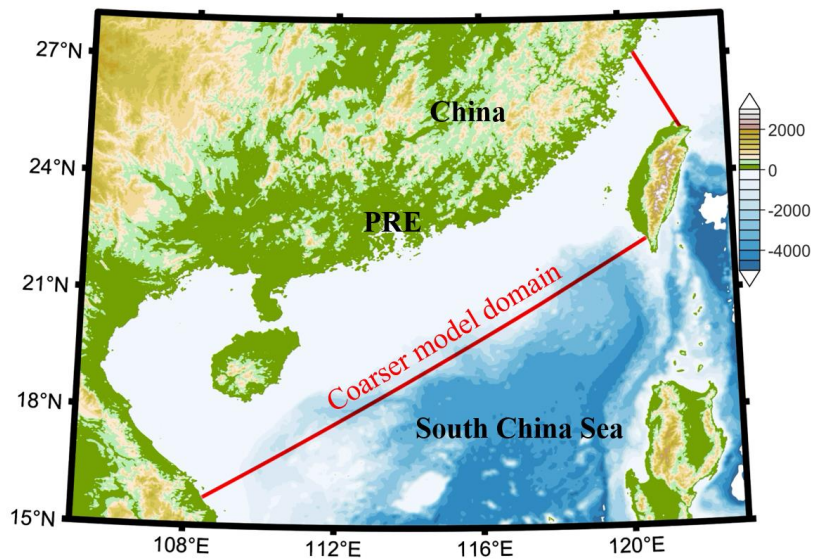 27°N
China
2000
24°N
0
PRE
-2000
-4000
21°N
Coarser model domain
18°N
South China Sea
15°N
108°E
112°E
116°E
120°E